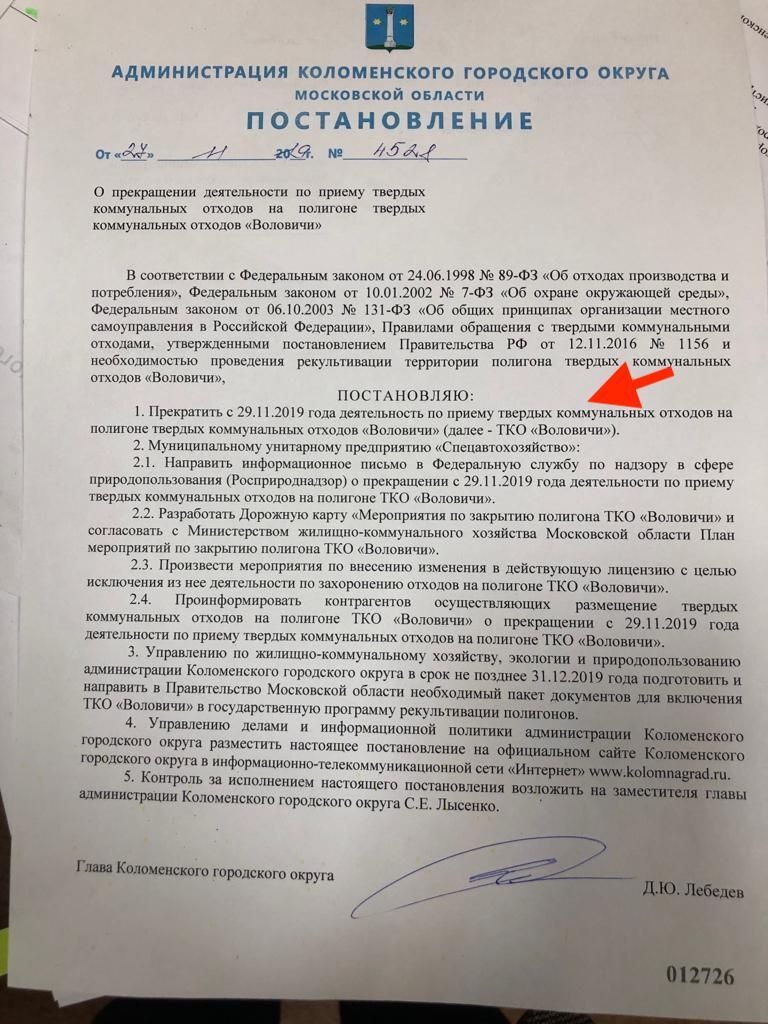 АДМИНИСТРАЦИЯ КОЛОМЕНСКОГО ГОРОДСКОГО ОКРУГА
МОСКОВСКОЙ ОБЛАСТИ
ПОСТАНОВЛЕНИЕ
От «27» 11 2019г. № 4528
О прекращении деятельности по приему твердых
коммунальных отходов на полигоне твердых
коммунальных отходов «Воловичи»
В соответствии с Федеральным законом от 24.06.1998 № 89-ФЗ «Об отходах производства и
потребления», Федеральным законом от 10.01.2002 № 7-ФЗ «Об охране окружающей среды»,
Федеральным законом от 06.10.2003 № 131-ФЗ «Об общих принципах организации местного
самоуправления в Российской Федерации», Правилами обращения с твердыми коммунальными
отходами, утвержденными постановлением Правительства РФ от 12.11.2016 № 1156 и
необходимостью проведения рекультивации территории полигона твердых коммунальных
отходов «Воловичи»,
ПОСТАНОВЛЯЮ:
1. Прекратить с 29.11.2019 года деятельность по приему твердых коммунальных отходов на
полигоне твердых коммунальных отходов «Воловичи» (далее - ТКО «Воловичи»).
2. Муниципальному унитарному предприятию «Спецавтохозяйство»:
2.1. Направить информационное письмо в Федеральную службу по надзору в сфере
природопользования (Росприроднадзор) о прекращении с 29.11.2019 года деятельности по приему
твердых коммунальных отходов на полигоне ТКО «Воловичи».
2.2. Разработать Дорожную карту «Мероприятия по закрытию полигона ТКО «Воловичи» и
согласовать с Министерством жилищно-коммунального хозяйства Московской области План
мероприятий по закрытию полигона ТКО «Воловичи».
2.3. Произвести мероприятия по внесению изменения в действующую лицензию с целью
исключения из нее деятельности по захоронению отходов на полигоне ТКО «Воловичи».
2.4. Проинформировать контрагентов осуществляющих размещение твердых
коммунальных отходов на полигоне ТКО «Воловичи» о прекращении с 29.11.2019 года
деятельности по приему твердых коммунальных отходов на полигоне ТКО «Воловичи».
3. Управлению по жилищно-коммунальному хозяйству, экологии и природопользованию
администрации Коломенского городского округа в срок не позднее 31.12.2019 года подготовить и
направить в Правительство Московской области необходимый пакет документов для включения
ТКО «Воловичи» в государственную программу рекультивации полигонов.
4. Управлению делами и информационной политики администрации Коломенского
городского округа разместить настоящее постановление на официальном сайте Коломенского
городского округа в информационно-телекоммуникационной сети «Интернет» www.kolomnagrad.ru.
5. Контроль за исполнением настоящего постановления возложить на заместителя главы
администрации Коломенского городского округа С.Е. Лысенко.
Глава Коломенского городского округа
Д.Ю. Лебедев
012726